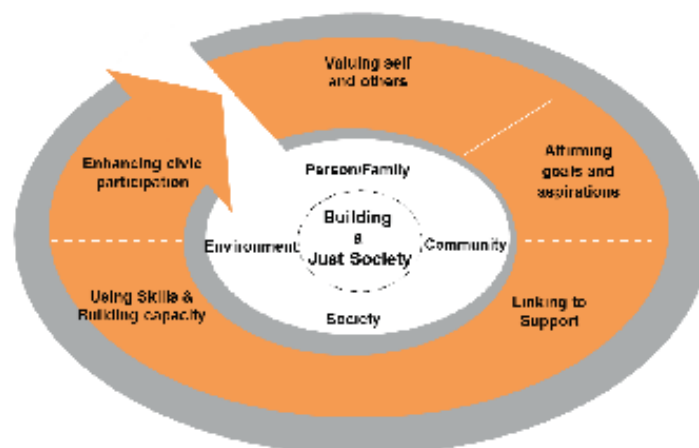 Valuing self
and others
Affirming
goals and
aspirations
Linking to
Support
Using Skills &
Building capacity
Enhancing civic
participation
Person/Family
Community
Society
Environment
Building
a
Just Society